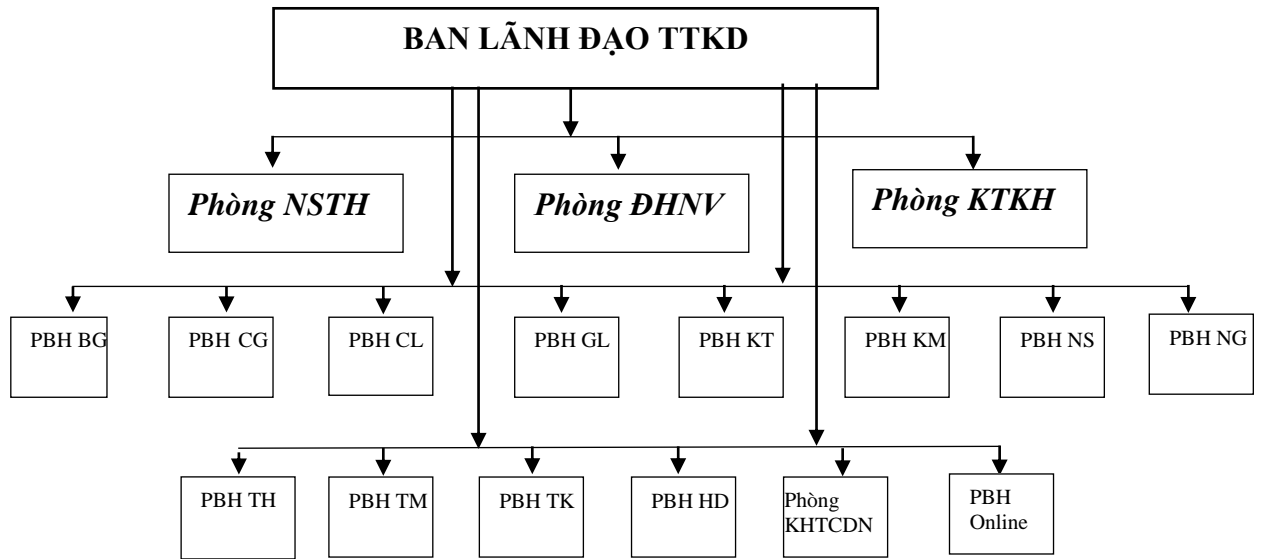 BAN LÃNH ĐẠO TTKD
Phòng NSTH
Phòng ĐHNV
Phòng KTKH
PBH BG
PBH CG
PBH CL
PBH GL
PBH KT
PBH KM
PBH NS
PBH NG
PBH TH
PBH TM
PBH TK
PBH HD
Phòng
KHTCDN
PBH
Online